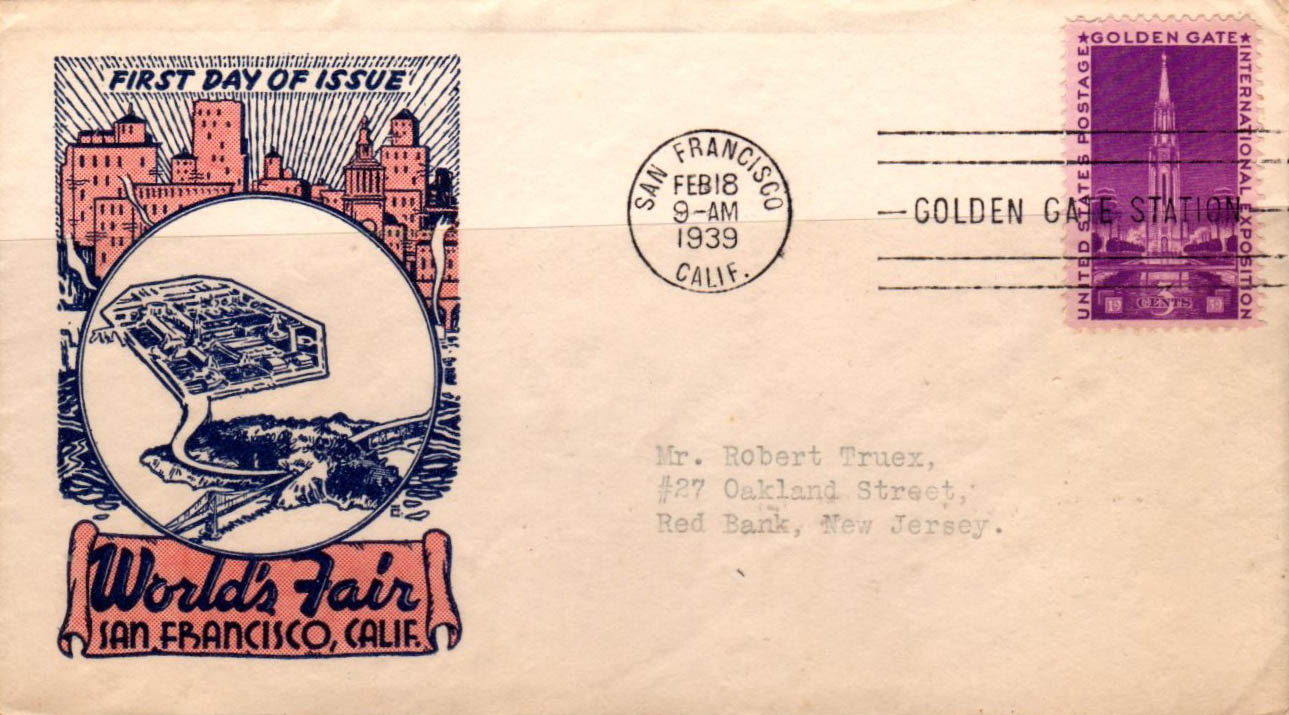 FIRST DAY OF ISSUE
World's Fair
SAN FRANCISCO, CALIF.
SAN FRANCISCO
FEB 18
9-AM
1939
CALIF.
GOLDEN GATE STATION
★GOLDEN GATE★
UNITED STATES POSTAGE
INTERNATIONAL EXPOSITION
3
CENTS
19 39
Mr. Robert Truex,
#27 Oakland Street,
Red Bank, New Jersey.